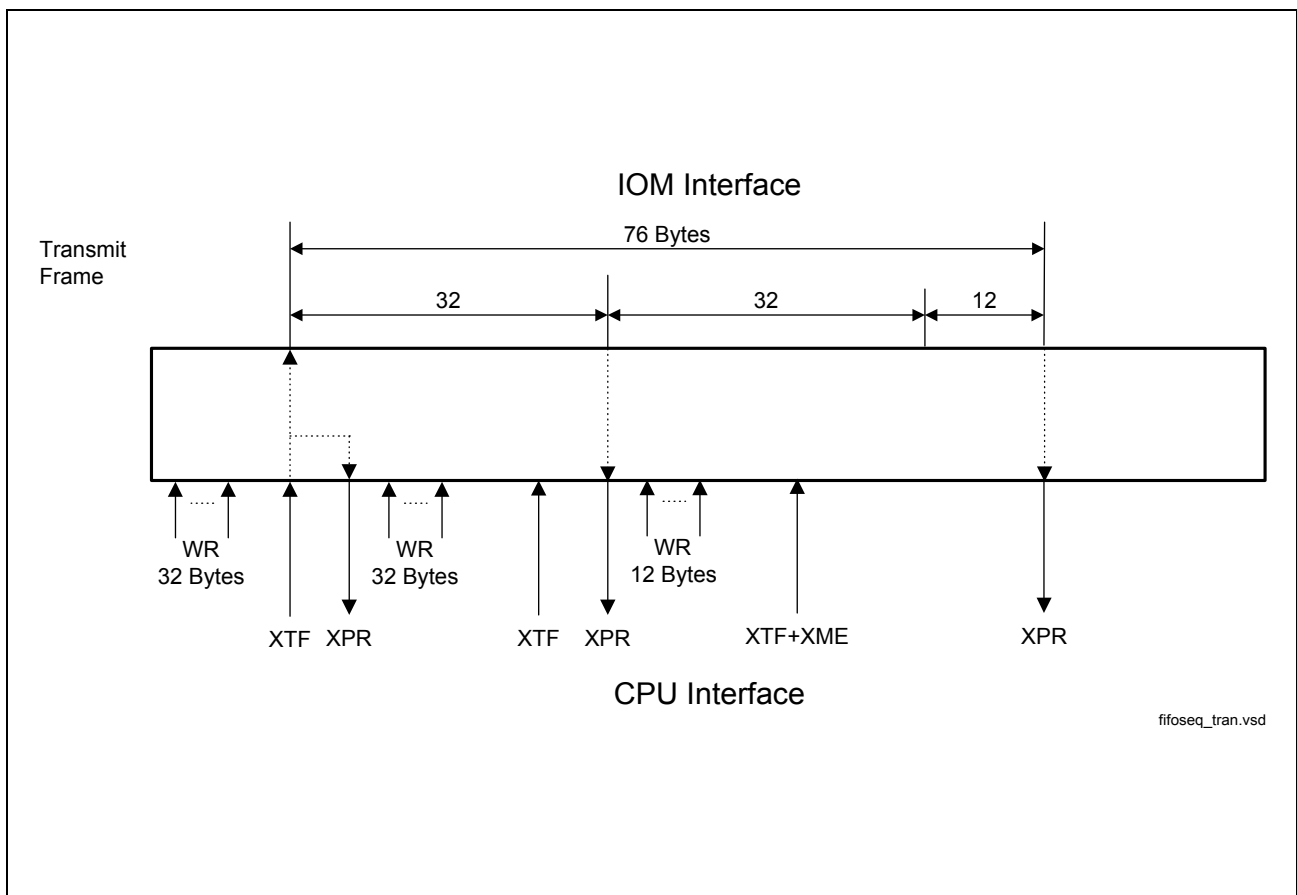 IOM Interface
76 Bytes
Transmit
Frame
32
32
12
.....
.....
.....
WR
32 Bytes
WR
32 Bytes
WR
12 Bytes
XTF
XPR
XTF
XPR
XTF+XME
XPR
CPU Interface
fifoseq_tran.vsd